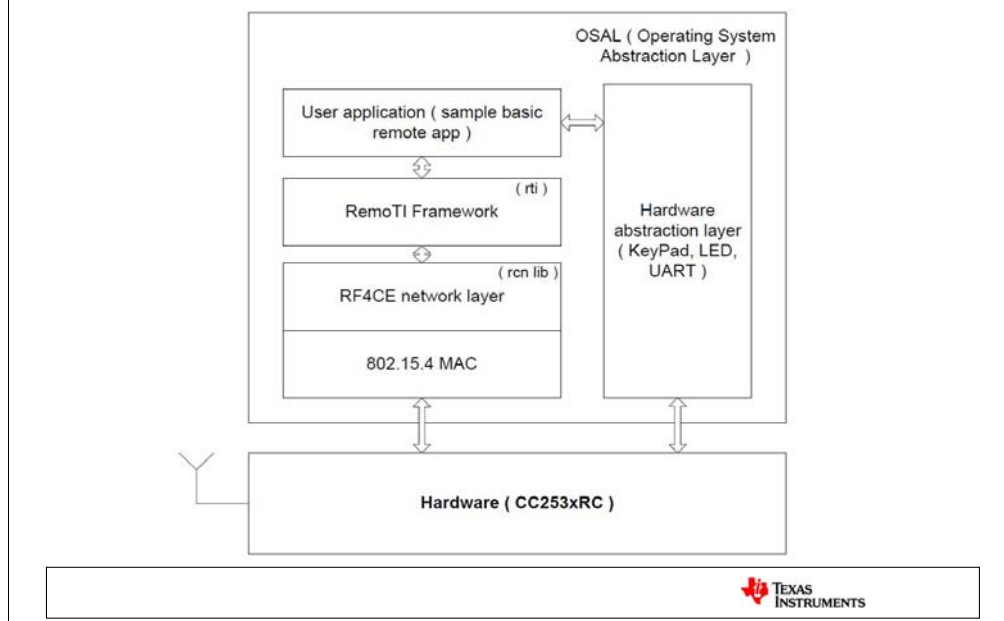 OSAL ( Operating System
Abstraction Layer )
User application ( sample basic
remote app )
( rti )
RemoTI Framework
( rcn lib )
RF4CE network layer
802.15.4 MAC
Hardware
abstraction layer
( KeyPad, LED,
UART )
Hardware ( CC253xRC )
TEXAS
INSTRUMENTS